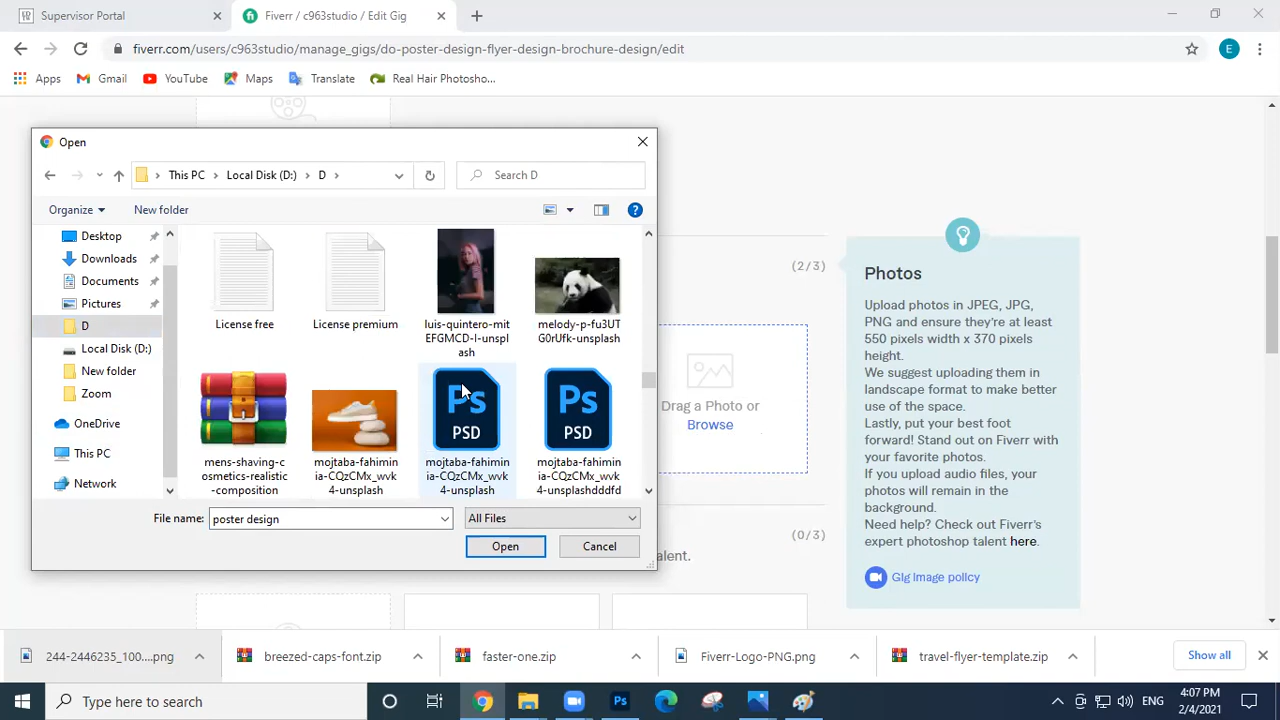 Supervisor Portal
Fiverr / c963studio / Edit Gig
fiverr.com/users/c963studio/manage_gigs/do-poster-design-flyer-design-brochure-design/edit
E
Apps
Gmail
YouTube
Maps
Translate
Real Hair Photosho...
Open
This PC
Local Disk (D:)
D
Search D
Organize
New folder
Desktop
Downloads
Documents
Pictures
D
Local Disk (D:)
New folder
Zoom
OneDrive
This PC
Network
License free
License premium
luis-quintero-mit
EFGMCD-I-unspl
ash
melody-p-fu3UT
G0rUfk-unsplash
Ps
PSD
Ps
PSD
mens-shaving-c
osmetics-realistic
-composition
mojtaba-fahimin
ia-CQzCMx_wvk
4-unsplash
mojtaba-fahimin
ia-CQzCMx_wvk
4-unsplash
mojtaba-fahimin
ia-CQzCMx_wvk
4-unsplashdddfd
File name:
poster design
All Files
Open
Cancel
(2/3)
Drag a Photo or
Browse
(0/3)
alent.
Photos
Upload photos in JPEG, JPG,
PNG and ensure they're at least
550 pixels width x 370 pixels
height.
We suggest uploading them in
landscape format to make better
use of the space.
Lastly, put your best foot
forward! Stand out on Fiverr with
your favorite photos.
If you upload audio files, your
photos will remain in the
background.
Need help? Check out Fiverr's
expert photoshop talent here.
Gig image policy
244-2446235_100....png
breezed-caps-font.zip
faster-one.zip
Fiverr-Logo-PNG.png
travel-flyer-template.zip
Show all
Type here to search
Ps
ENG
4:07 PM
2/4/2021